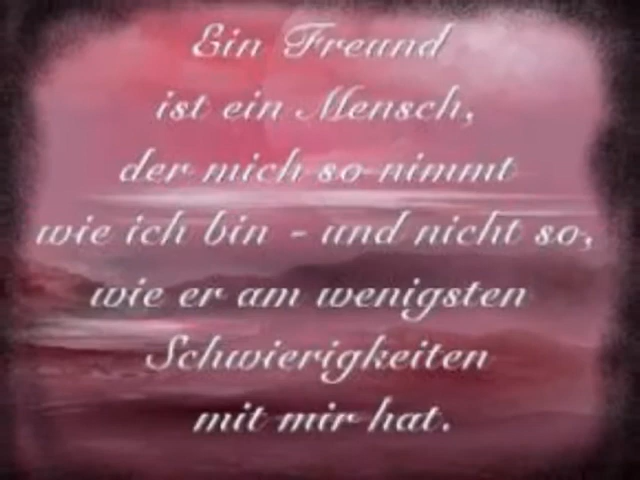 Ein Freund
ist ein Mensch,
der mich so nimmt
wie ich bin - und nicht so,
wie er am wenigsten
Schwierigkeiten
mit mir hat.